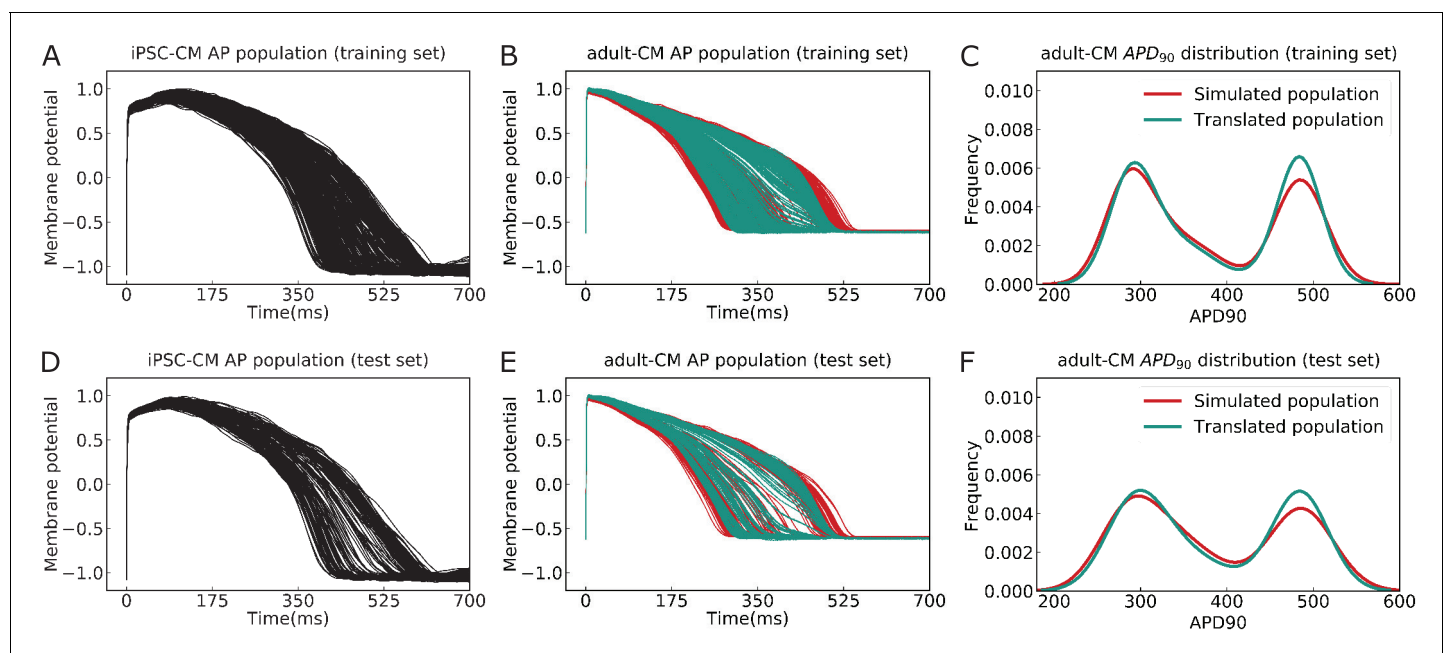 A
iPSC-CM AP population (training set)
Membrane potential
1.0
0.5
0.0
−0.5
−1.0
0 175 350 525 700
Time(ms)
B
adult-CM AP population (training set)
Membrane potential
1.0
0.5
0.0
−0.5
−1.0
0 175 350 525 700
Time(ms)
C
adult-CM APD90 distribution (training set)
Frequency
0.010
0.008
0.006
0.004
0.002
0.000
Simulated population
Translated population
200 300 400 500 600
APD90
D
iPSC-CM AP population (test set)
Membrane potential
1.0
0.5
0.0
−0.5
−1.0
0 175 350 525 700
Time(ms)
E
adult-CM AP population (test set)
Membrane potential
1.0
0.5
0.0
−0.5
−1.0
0 175 350 525 700
Time(ms)
F
adult-CM APD90 distribution (test set)
Frequency
0.010
0.008
0.006
0.004
0.002
0.000
Simulated population
Translated population
200 300 400 500 600
APD90